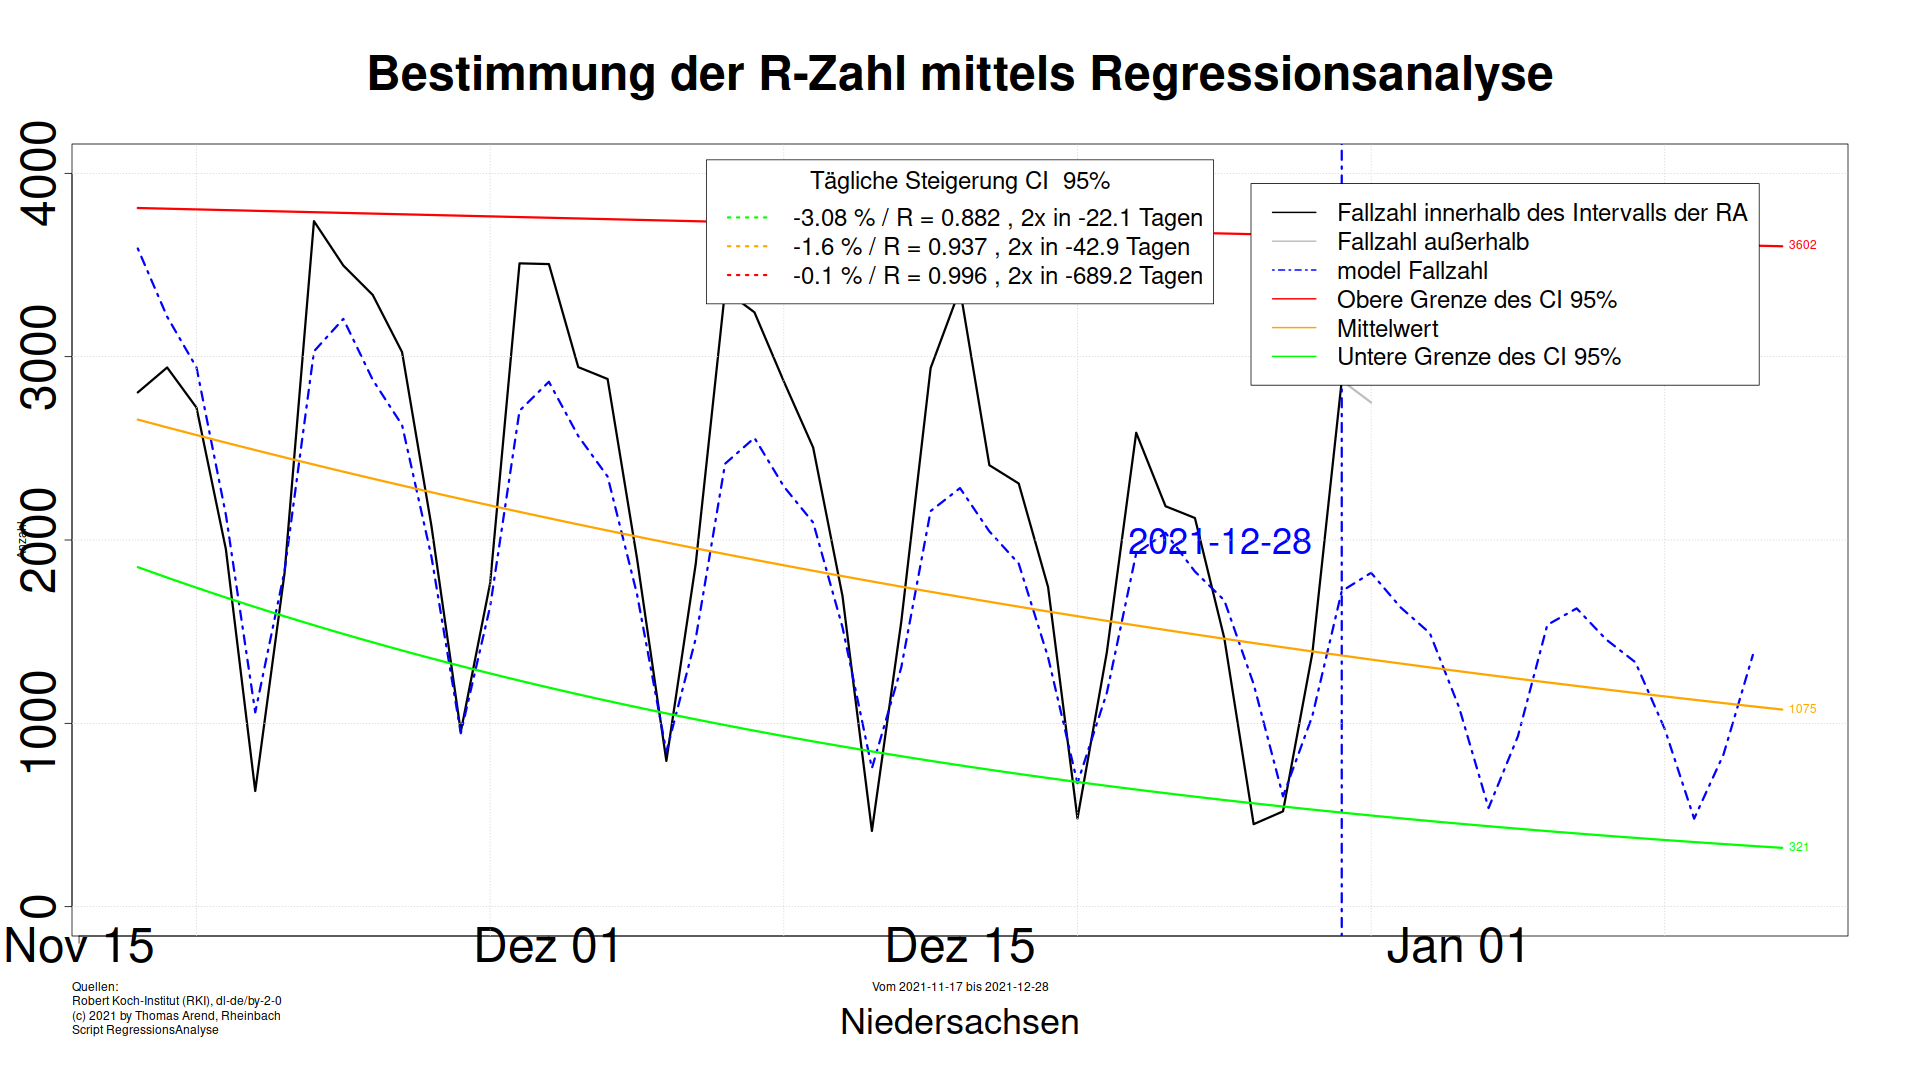 Bestimmung der R-Zahl mittels Regressionsanalyse
4000
3000
2000
1000
0
Anzahl
Tägliche Steigerung CI 95%
-3.08 % / R = 0.882 , 2x in -22.1 Tagen
-1.6 % / R = 0.937 , 2x in -42.9 Tagen
-0.1 % / R = 0.996 , 2x in -689.2 Tagen
Fallzahl innerhalb des Intervalls der RA
Fallzahl außerhalb
model Fallzahl
Obere Grenze des CI 95%
Mittelwert
Untere Grenze des CI 95%
3602
2021-12-28
1075
321
Nov 15
Dez 01
Dez 15
Jan 01
Quellen:
Robert Koch-Institut (RKI), dl-de/by-2-0
(c) 2021 by Thomas Arend, Rheinbach
Script RegressionsAnalyse
Vom 2021-11-17 bis 2021-12-28
Niedersachsen